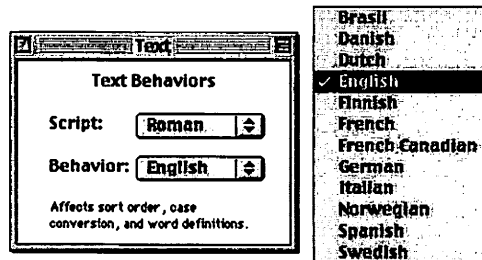 Text
Text Behaviors
Script: Roman
Behavior: English
Affects sort order, case
conversion, and word definitions.
Brasil
Danish
Dutch
✓ English
Finnish
French
French Canadian
German
Italian
Norwegian
Spanish
Swedish